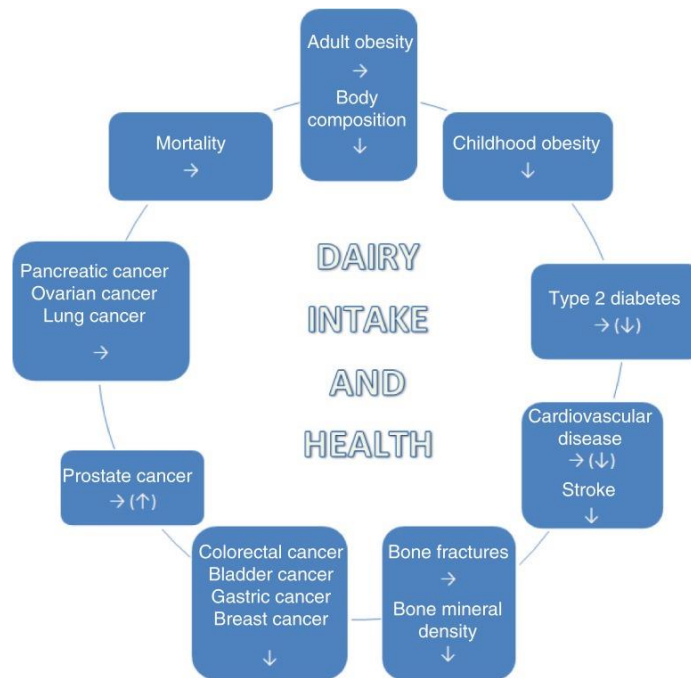 Adult obesity
→
Body
composition
↓
Childhood obesity
↓
Type 2 diabetes
→ (↓)
Cardiovascular
disease
→ (↓)
Stroke
↓
Bone fractures
→
Bone mineral
density
↓
Colorectal cancer
Bladder cancer
Gastric cancer
Breast cancer
↓
Prostate cancer
→ (↑)
Pancreatic cancer
Ovarian cancer
Lung cancer
→
Mortality
→
DAIRY
INTAKE
AND
HEALTH